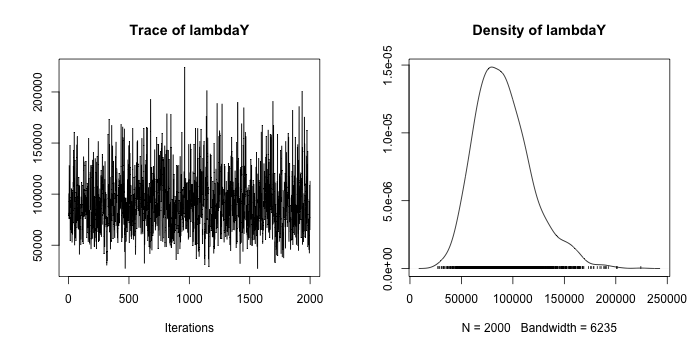 Trace of lambdaY
50000 100000 150000 200000
0 500 1000 1500 2000
Iterations
Density of lambdaY
0.0e+00 5.0e-06 1.0e-05 1.5e-05
0 50000 100000 150000 200000 250000
N = 2000 Bandwidth = 6235